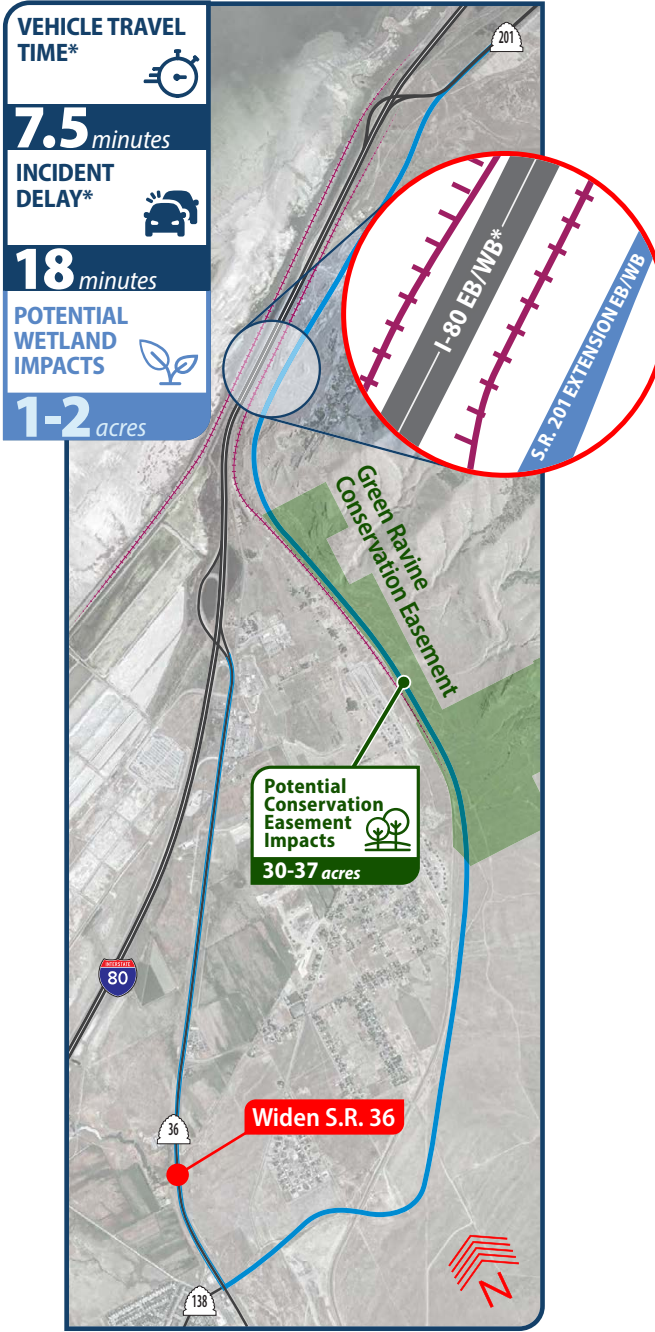 VEHICLE TRAVEL
TIME*
7.5 minutes
INCIDENT
DELAY*
18 minutes
POTENTIAL
WETLAND
IMPACTS
1-2 acres
201
I-80 EB/WB*
S.R. 201 EXTENSION EB/WB
Green Ravine
Conservation Easement
Potential
Conservation
Easement
Impacts
30-37 acres
INTERSTATE
80
36
Widen S.R. 36
138
N